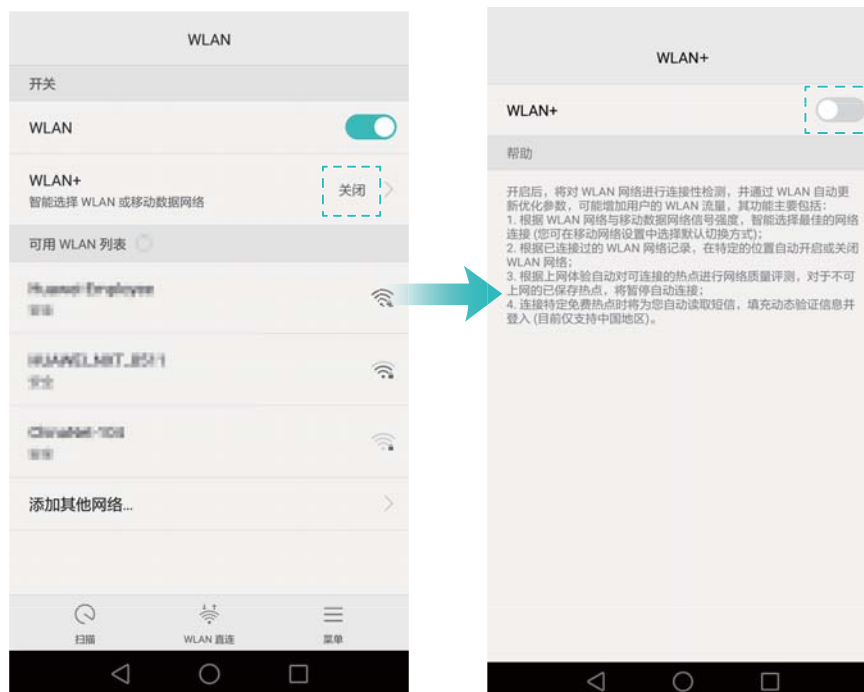 WLAN
开关
WLAN
WLAN+
智能选择 WLAN 或移动数据网络
关闭
可用 WLAN 列表
添加其他网络...
扫描
WLAN 直连
菜单
WLAN+
WLAN+
帮助
开启后，将对 WLAN 网络进行连接性检测，并通过 WLAN 自动更
新优化参数，可能增加用户的 WLAN 流量，其功能主要包括：
1. 根据 WLAN 网络与移动数据网络信号强度，智能选择最佳的网络
连接 (您可在移动网络设置中选择默认切换方式)；
2. 根据已连接过的 WLAN 网络记录，在特定的位置自动开启或关闭
WLAN 网络；
3. 根据上网体验自动对可连接的热点进行网络质量评测，对于不可
上网的已保存热点，将暂停自动连接；
4. 连接特定免费热点时将为您自动读取短信，填充动态验证信息并
登入 (目前仅支持中国地区)。